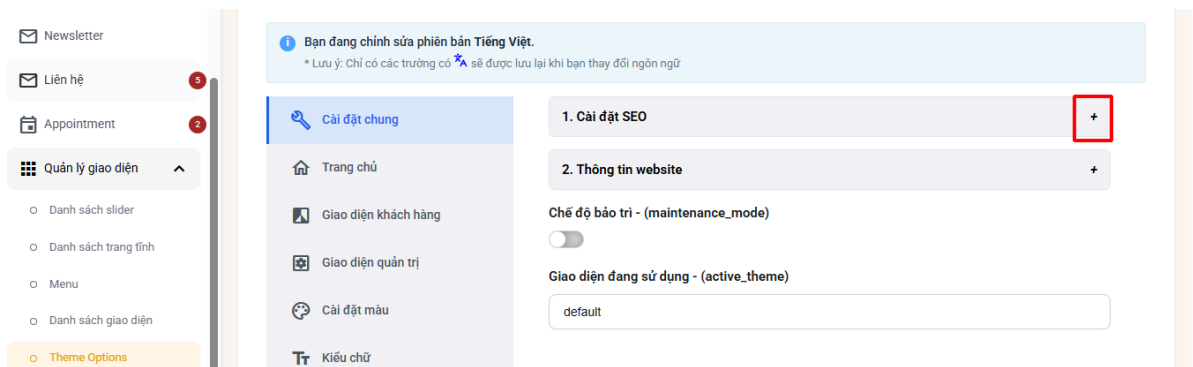 Newsletter
Liên hệ
5
Appointment
2
Quản lý giao diện
Danh sách slider
Danh sách trang tĩnh
Menu
Danh sách giao diện
Theme Options
Bạn đang chỉnh sửa phiên bản Tiếng Việt.
* Lưu ý: Chỉ có các trường có sẽ được lưu lại khi bạn thay đổi ngôn ngữ
Cài đặt chung
Trang chủ
Giao diện khách hàng
Giao diện quản trị
Cài đặt màu
Kiểu chữ
1. Cài đặt SEO +
2. Thông tin website +
Chế độ bảo trì - (maintenance_mode)
Giao diện đang sử dụng - (active_theme)
default